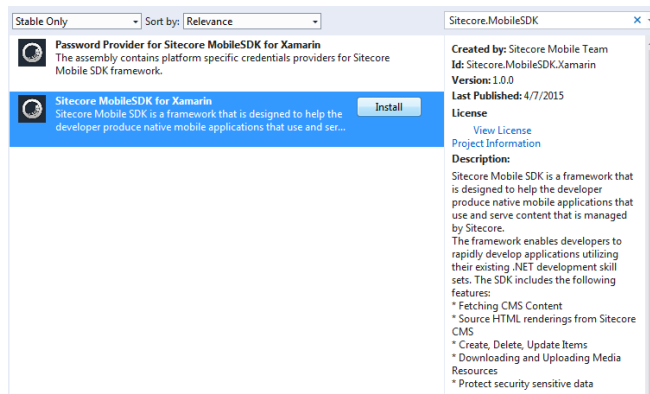 Stable Only
Sort by: Relevance
Sitecore.MobileSDK
Password Provider for Sitecore MobileSDK for Xamarin
The assembly contains platform specific credentials providers for Sitecore
Mobile SDK framework.
Sitecore MobileSDK for Xamarin
Sitecore Mobile SDK is a framework that is designed to help the
developer produce native mobile applications that use and ser...
Install
Created by: Sitecore Mobile Team
Id: Sitecore.MobileSDK.Xamarin
Version: 1.0.0
Last Published: 4/7/2015
License
View License
Project Information
Description:
Sitecore Mobile SDK is a framework that
is designed to help the developer
produce native mobile applications that
use and serve content that is managed
by Sitecore.
The framework enables developers to
rapidly develop applications utilizing
their existing .NET development skill
sets. The SDK includes the following
features:
* Fetching CMS Content
* Source HTML renderings from Sitecore
CMS
* Create, Delete, Update Items
* Downloading and Uploading Media
Resources
* Protect security sensitive data